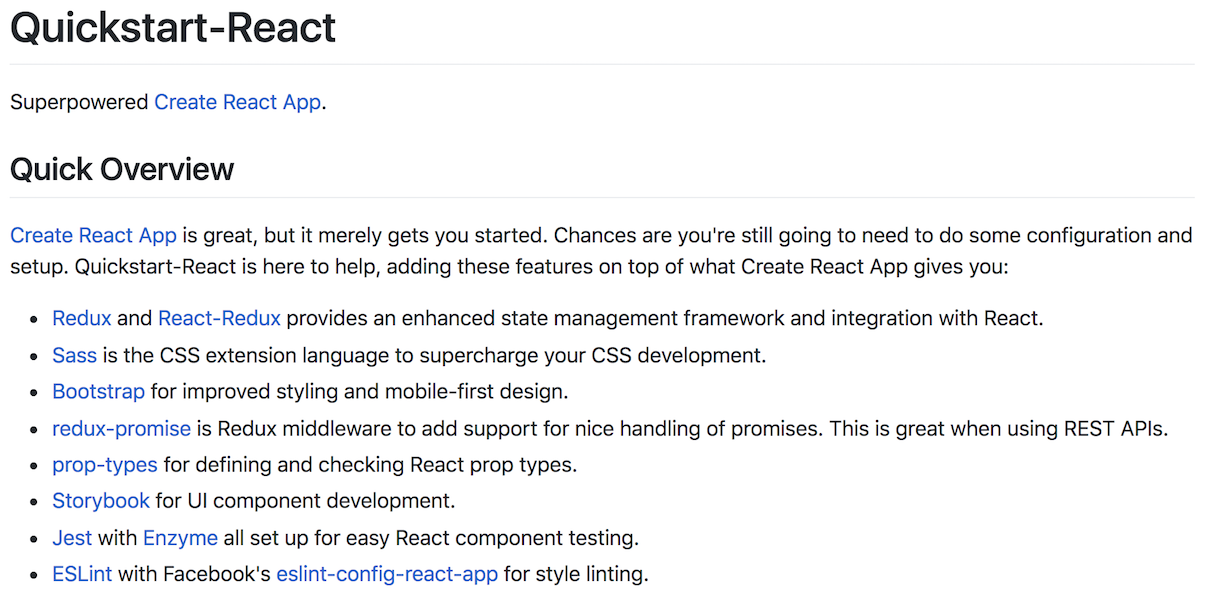 Quickstart-React
Superpowered Create React App.
Quick Overview
Create React App is great, but it merely gets you started. Chances are you're still going to need to do some configuration and
setup. Quickstart-React is here to help, adding these features on top of what Create React App gives you:
• Redux and React-Redux provides an enhanced state management framework and integration with React.
• Sass is the CSS extension language to supercharge your CSS development.
• Bootstrap for improved styling and mobile-first design.
• redux-promise is Redux middleware to add support for nice handling of promises. This is great when using REST APIs.
• prop-types for defining and checking React prop types.
• Storybook for UI component development.
• Jest with Enzyme all set up for easy React component testing.
• ESLint with Facebook's eslint-config-react-app for style linting.